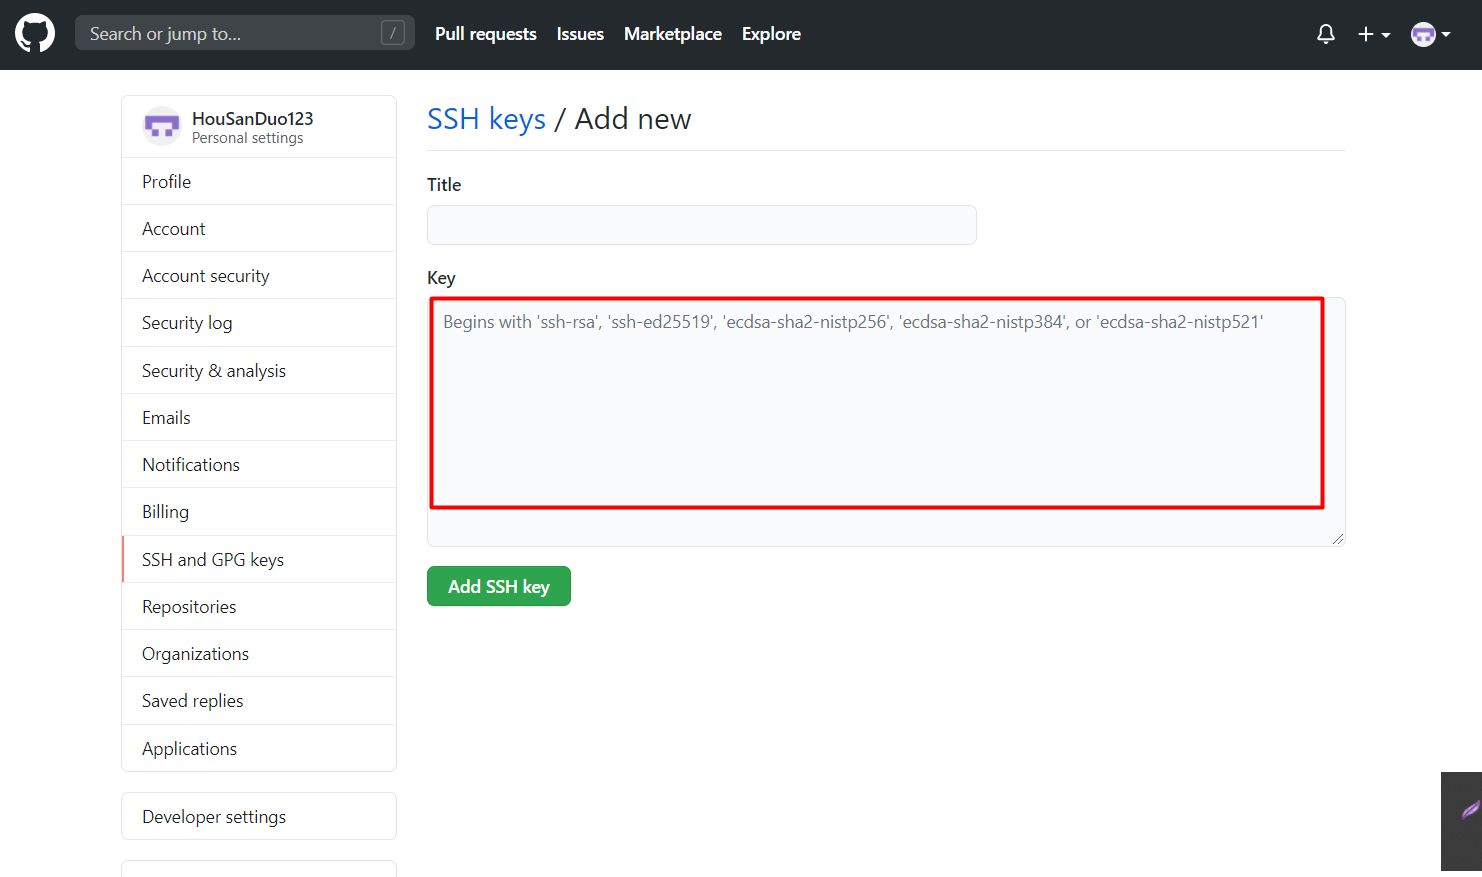 Search or jump to...
/
Pull requests
Issues
Marketplace
Explore
HouSanDuo123
Personal settings
Profile
Account
Account security
Security log
Security & analysis
Emails
Notifications
Billing
SSH and GPG keys
Repositories
Organizations
Saved replies
Applications
Developer settings
SSH keys / Add new
Title
Key
Begins with 'ssh-rsa', 'ssh-ed25519', 'ecdsa-sha2-nistp256', 'ecdsa-sha2-nistp384', or 'ecdsa-sha2-nistp521'
Add SSH key